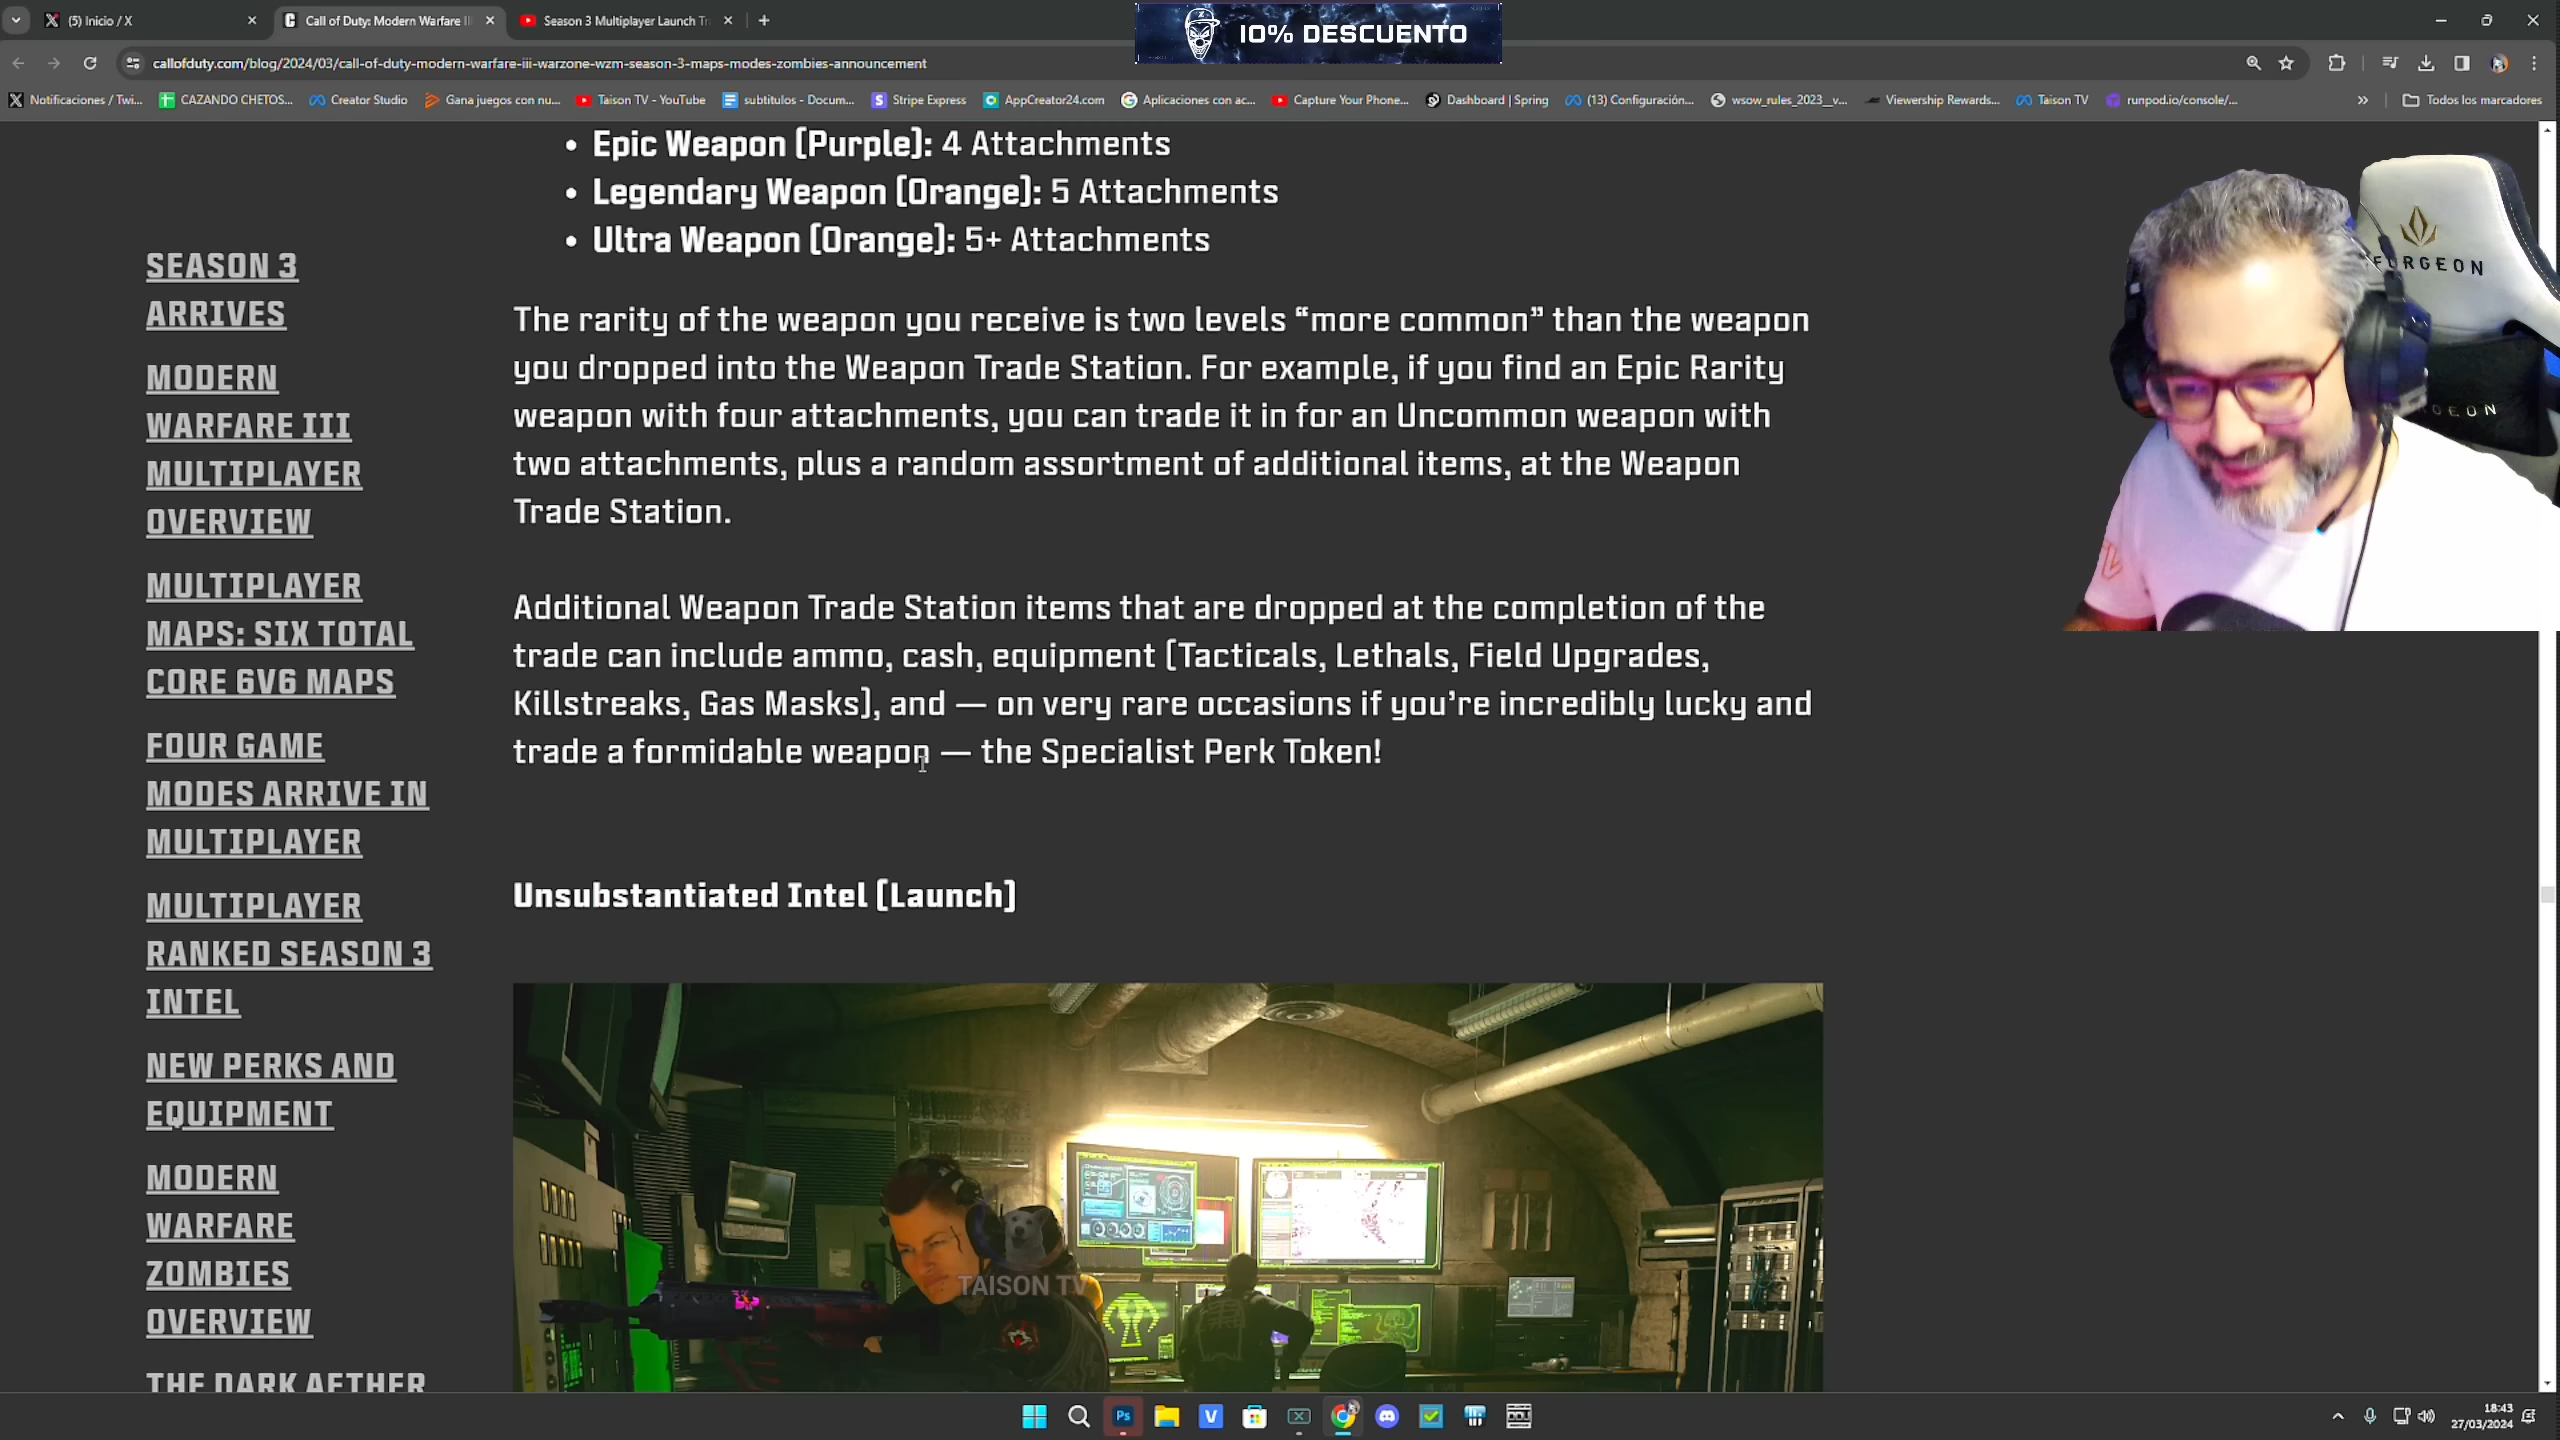 (5) Inicio / X
Call of Duty: Modern Warfare II
Season 3 Multiplayer Launch Tr
10% DESCUENTO
callofduty.com/blog/2024/03/call-of-duty-modern-warfare-iii-warzone-wzm-season-3-maps-modes-zombies-announcement
Notificaciones / Twi...
CAZANDO CHETOS...
Creator Studio
Gana juegos con nu...
Taison TV - YouTube
subtitulos - Docum...
Stripe Express
AppCreator24.com
Aplicaciones con ac...
Capture Your Phone...
Dashboard | Spring
(13) Configuración...
wsow_rules_2023__v...
Viewership Rewards...
Taison TV
runpod.io/console/...
Todos los marcadores
SEASON 3
ARRIVES
MODERN
WARFARE III
MULTIPLAYER
OVERVIEW
MULTIPLAYER
MAPS: SIX TOTAL
CORE 6V6 MAPS
FOUR GAME
MODES ARRIVE IN
MULTIPLAYER
MULTIPLAYER
RANKED SEASON 3
INTEL
NEW PERKS AND
EQUIPMENT
MODERN
WARFARE
ZOMBIES
OVERVIEW
THE DARK AETHER
• Epic Weapon (Purple): 4 Attachments
• Legendary Weapon (Orange): 5 Attachments
• Ultra Weapon (Orange): 5+ Attachments
The rarity of the weapon you receive is two levels “more common” than the weapon
you dropped into the Weapon Trade Station. For example, if you find an Epic Rarity
weapon with four attachments, you can trade it in for an Uncommon weapon with
two attachments, plus a random assortment of additional items, at the Weapon
Trade Station.
Additional Weapon Trade Station items that are dropped at the completion of the
trade can include ammo, cash, equipment (Tacticals, Lethals, Field Upgrades,
Killstreaks, Gas Masks), and — on very rare occasions if you’re incredibly lucky and
trade a formidable weapon — the Specialist Perk Token!
Unsubstantiated Intel (Launch)
TAISON TV
Ps
18:43
27/03/2024